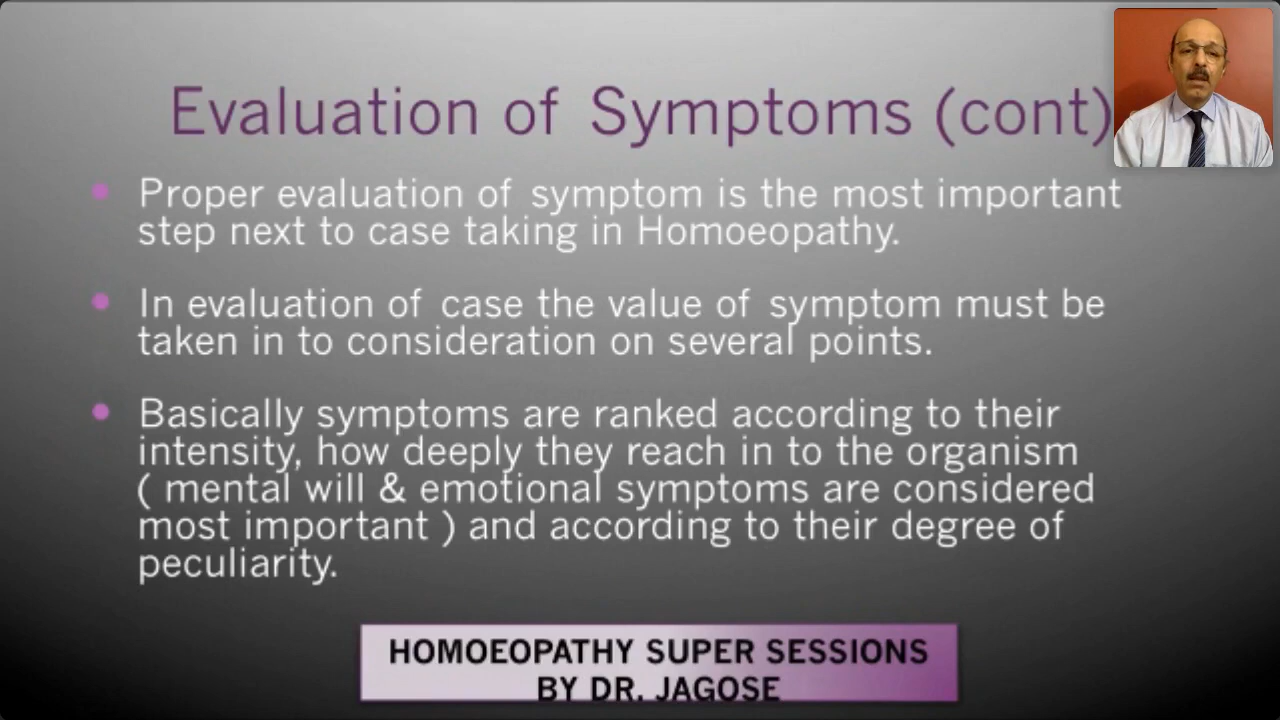 Evaluation of Symptoms (cont)
• Proper evaluation of symptom is the most important
step next to case taking in Homoeopathy.
• In evaluation of case the value of symptom must be
taken in to consideration on several points.
• Basically symptoms are ranked according to their
intensity, how deeply they reach in to the organism
( mental will & emotional symptoms are considered
most important ) and according to their degree of
peculiarity.
HOMOEOPATHY SUPER SESSIONS
BY DR. JAGOSE